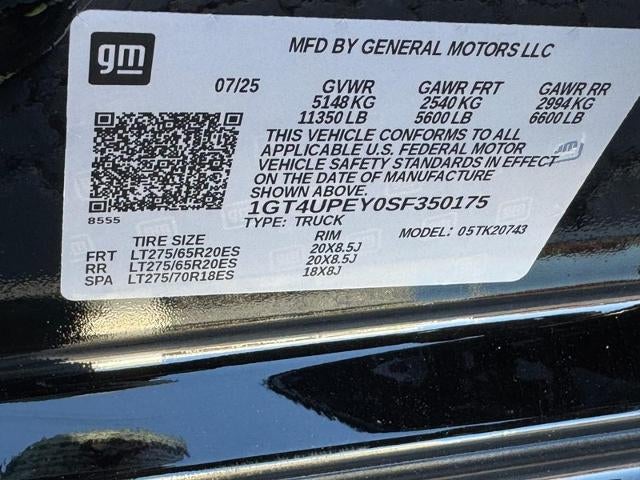 gm
MFD BY GENERAL MOTORS LLC
07/25 GVWR GAWR FRT GAWR RR
5148 KG 2540 KG 2994 KG
11350 LB 5600 LB 6600 LB
THIS VEHICLE CONFORMS TO ALL
APPLICABLE U.S. FEDERAL MOTOR
VEHICLE SAFETY STANDARDS IN EFFECT
ON THE DATE OF MANUFACTURE
SHOWN ABOVE.
8555
1GT4UPEY0SF350175
TYPE: TRUCK MODEL: 05TK20743
TIRE SIZE RIM
FRT LT275/65R20ES 20X8.5J
RR LT275/65R20ES 20X8.5J
SPA LT275/70R18ES 18X8J